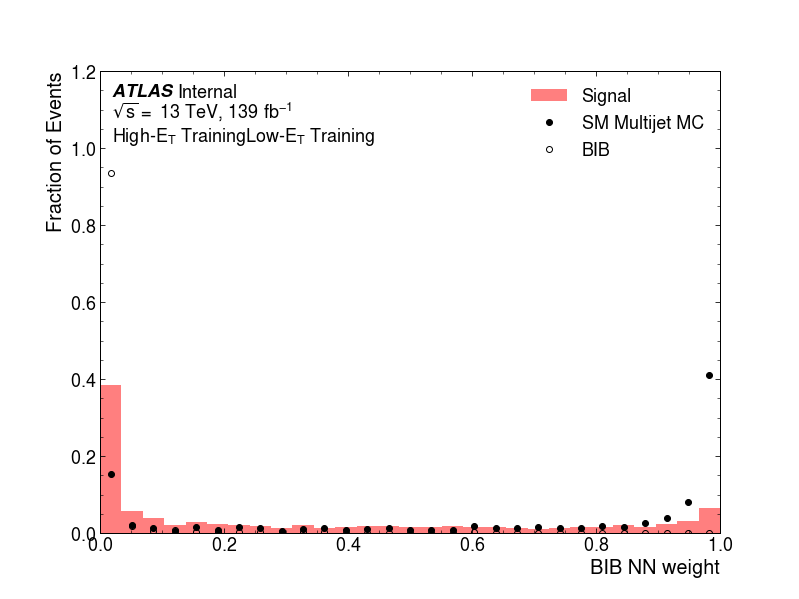 ATLAS Internal
√s = 13 TeV, 139 fb⁻¹
High-E_T TrainingLow-E_T Training
Signal
SM Multijet MC
BIB
Fraction of Events
1.2
1.0
0.8
0.6
0.4
0.2
0.0
0.0 0.2 0.4 0.6 0.8 1.0
BIB NN weight